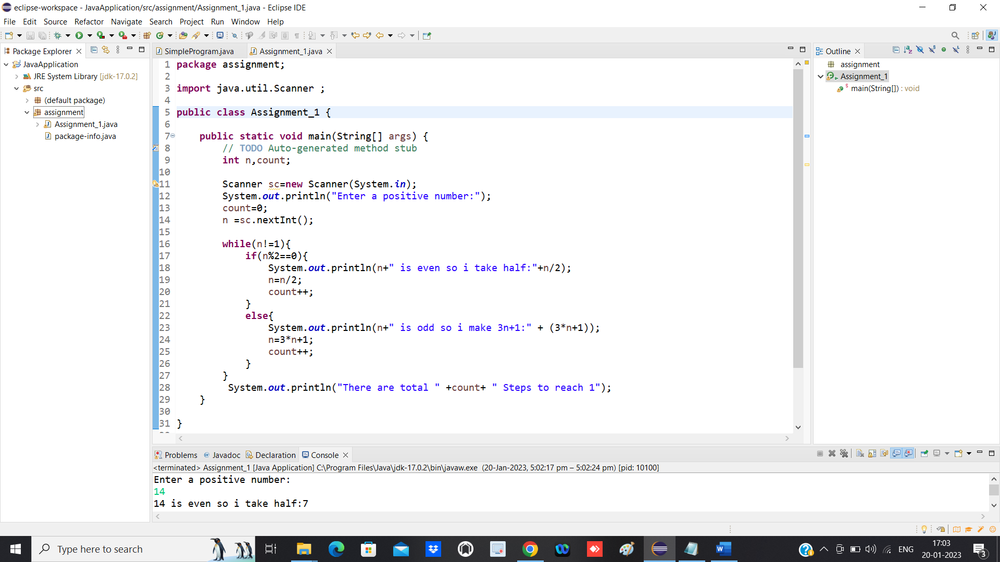 eclipse-workspace - JavaApplication/src/assignment/Assignment_1.java - Eclipse IDE
File Edit Source Refactor Navigate Search Project Run Window Help
Package Explorer
JavaApplication
JRE System Library [jdk-17.0.2]
src
(default package)
assignment
Assignment_1.java
package-info.java
SimpleProgram.java Assignment_1.java
1 package assignment;
2
3 import java.util.Scanner ;
4
5 public class Assignment_1 {
6
7 public static void main(String[] args) {
8 // TODO Auto-generated method stub
9 int n,count;
10
11 Scanner sc=new Scanner(System.in);
12 System.out.println("Enter a positive number:");
13 count=0;
14 n =sc.nextInt();
15
16 while(n!=1){
17 if(n%2==0){
18 System.out.println(n+" is even so i take half:"+n/2);
19 n=n/2;
20 count++;
21 }
22 else{
23 System.out.println(n+" is odd so i make 3n+1:" + (3*n+1));
24 n=3*n+1;
25 count++;
26 }
27 }
28 System.out.println("There are total " +count+ " Steps to reach 1");
29 }
30
31 }
Outline
assignment
Assignment_1
main(String[]) : void
Problems @ Javadoc Declaration Console
<terminated> Assignment_1 [Java Application] C:\Program Files\Java\jdk-17.0.2\bin\javaw.exe (20-Jan-2023, 5:02:17 pm – 5:02:24 pm) [pid: 10100]
Enter a positive number:
14
14 is even so i take half:7
Type here to search
ENG
17:03
20-01-2023
3